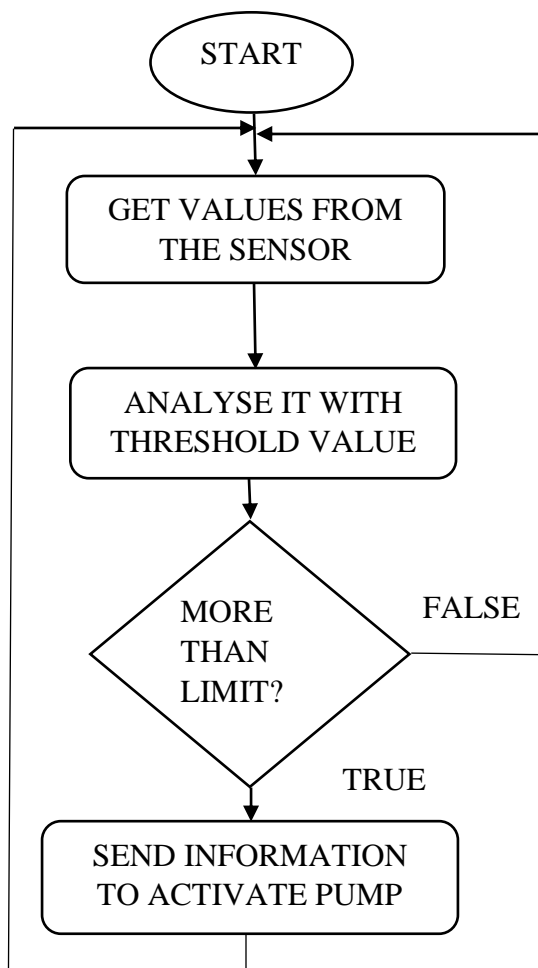 START
GET VALUES FROM
THE SENSOR
ANALYSE IT WITH
THRESHOLD VALUE
MORE
THAN
LIMIT?
FALSE
TRUE
SEND INFORMATION
TO ACTIVATE PUMP